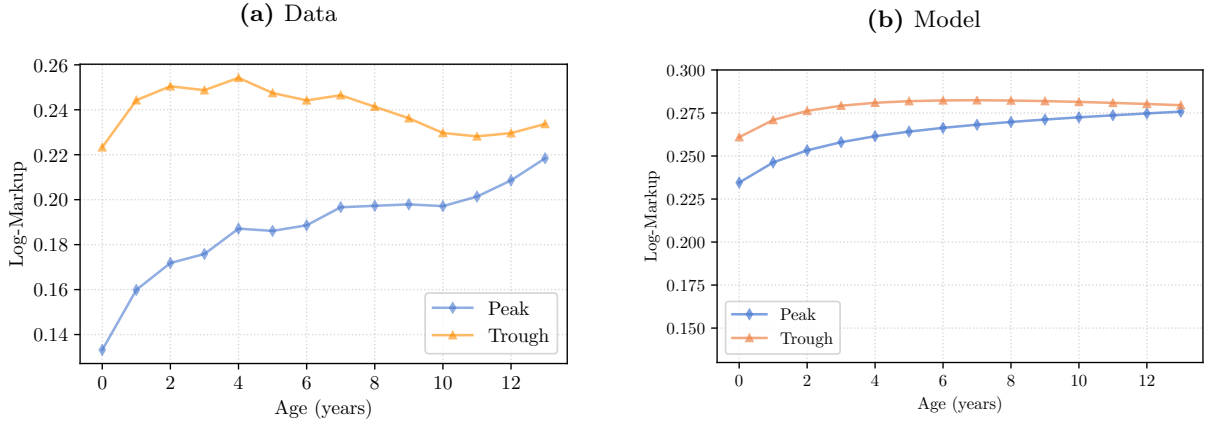 (a) Data
0.26
0.24
0.22
0.20
0.18
0.16
0.14
Log-Markup
0 2 4 6 8 10 12
Age (years)
Peak
Trough
(b) Model
0.300
0.275
0.250
0.225
0.200
0.175
0.150
Log-Markup
0 2 4 6 8 10 12
Age (years)
Peak
Trough